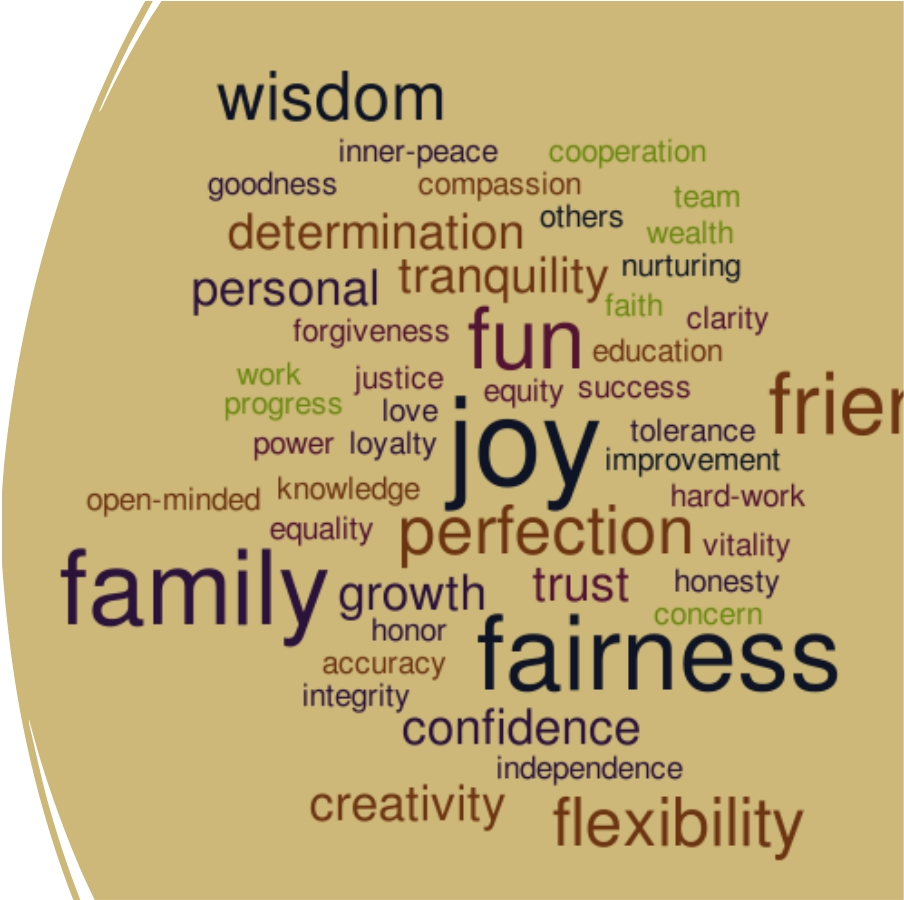 wisdom
inner-peace cooperation
goodness compassion
team
others
determination wealth
nurturing
personal tranquility
faith clarity
forgiveness fun education
work justice equity success
progress love joy frier
power loyalty tolerance
improvement
open-minded knowledge hard-work
equality perfection vitality
family growth trust honesty
concern
honor fairness
accuracy
integrity
confidence
independence
creativity flexibility